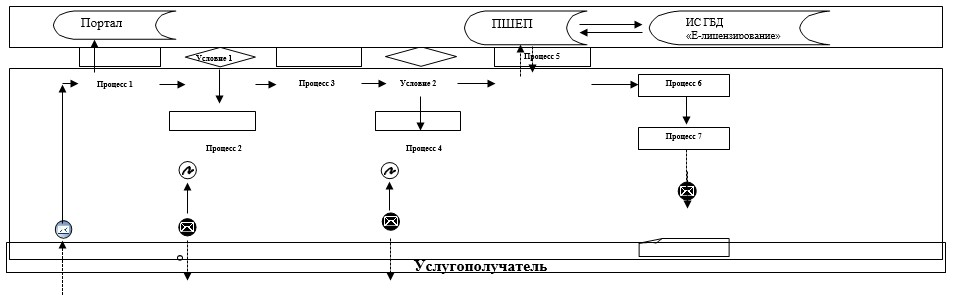 Портал
ПШЕП
ИС ГБД
«Е-лицензирование»
Условие 1
Процесс 5
Процесс 1
Процесс 3
Условие 2
Процесс 6
Процесс 2
Процесс 4
Процесс 7
Услугополучатель